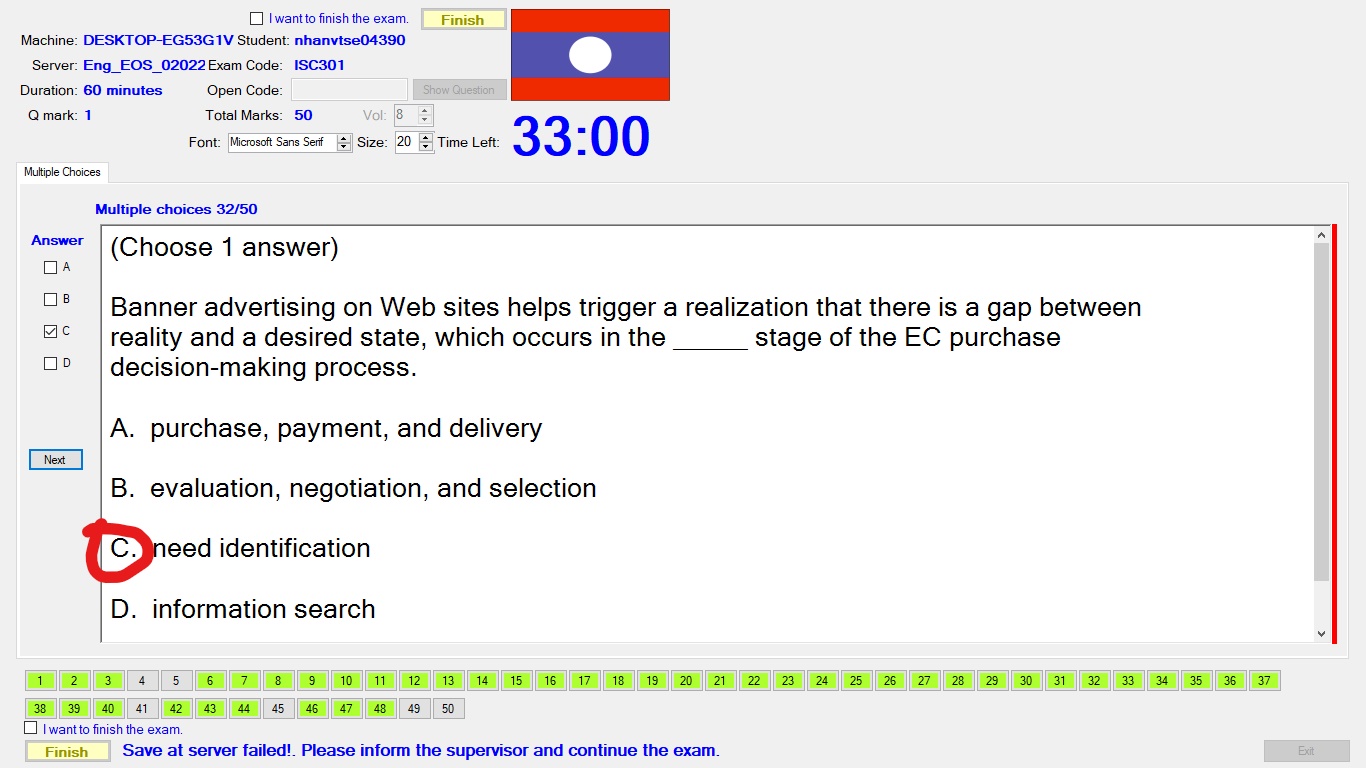 I want to finish the exam. Finish
Machine: DESKTOP-EG53G1V Student: nhanvtse04390
Server: Eng_EOS_02022 Exam Code: ISC301
Duration: 60 minutes Open Code: Show Question
Q mark: 1 Total Marks: 50 Vol: 8
Font: Microsoft Sans Serif Size: 20 Time Left: 33:00
Multiple Choices
Multiple choices 32/50
Answer
A
B
C
D
Next
(Choose 1 answer)
Banner advertising on Web sites helps trigger a realization that there is a gap between
reality and a desired state, which occurs in the _____ stage of the EC purchase
decision-making process.
A. purchase, payment, and delivery
B. evaluation, negotiation, and selection
C. need identification
D. information search
1 2 3 4 5 6 7 8 9 10 11 12 13 14 15 16 17 18 19 20 21 22 23 24 25 26 27 28 29 30 31 32 33 34 35 36 37
38 39 40 41 42 43 44 45 46 47 48 49 50
I want to finish the exam.
Finish Save at server failed!. Please inform the supervisor and continue the exam. Exit